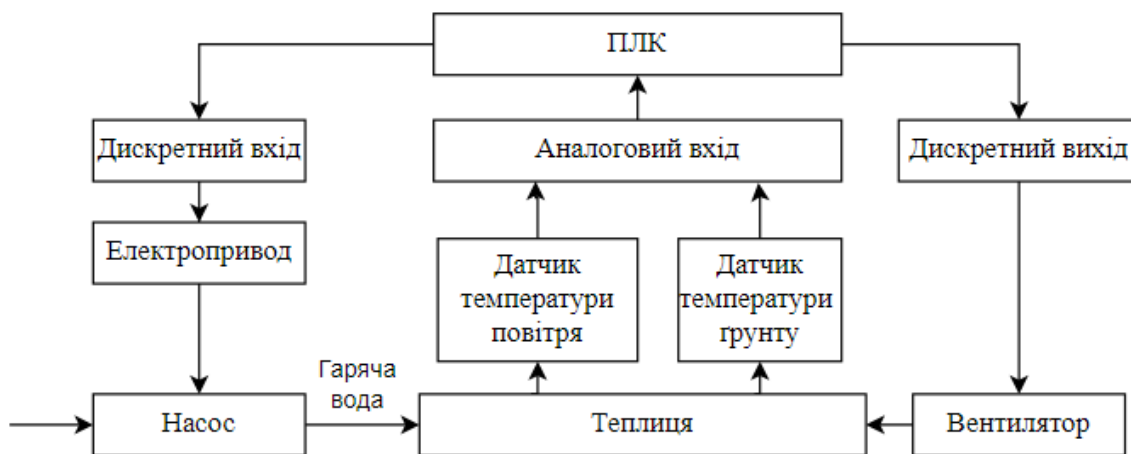 ПЛК
Дискретний вхід
Аналоговий вхід
Дискретний вихід
Електропривод
Датчик
температури
повітря
Датчик
температури
ґрунту
Гаряча
вода
Насос
Теплиця
Вентилятор